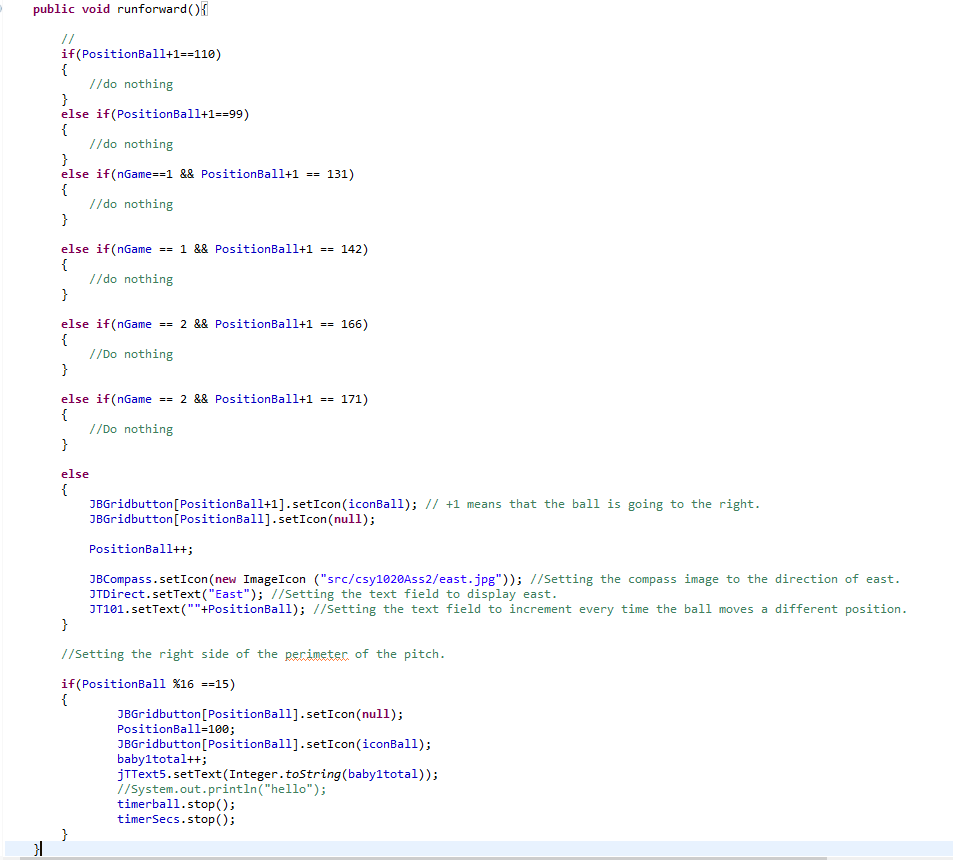 public void runforward(){
//
if(PositionBall+1==110)
{
//do nothing
}
else if(PositionBall+1==99)
{
//do nothing
}
else if(nGame==1 && PositionBall+1 == 131)
{
//do nothing
}
else if(nGame == 1 && PositionBall+1 == 142)
{
//do nothing
}
else if(nGame == 2 && PositionBall+1 == 166)
{
//Do nothing
}
else if(nGame == 2 && PositionBall+1 == 171)
{
//Do nothing
}
else
{
JBGridbutton[PositionBall+1].setIcon(iconBall); // +1 means that the ball is going to the right.
JBGridbutton[PositionBall].setIcon(null);
PositionBall++;
JBCompass.setIcon(new ImageIcon ("src/csy1020Ass2/east.jpg")); //Setting the compass image to the direction of east.
JTDirect.setText("East"); //Setting the text field to display east.
JT101.setText(""+PositionBall); //Setting the text field to increment every time the ball moves a different position.
}
//Setting the right side of the perimeter of the pitch.
if(PositionBall %16 ==15)
{
JBGridbutton[PositionBall].setIcon(null);
PositionBall=100;
JBGridbutton[PositionBall].setIcon(iconBall);
baby1total++;
jTText5.setText(Integer.toString(baby1total));
//System.out.println("hello");
timerball.stop();
timerSecs.stop();
}
}